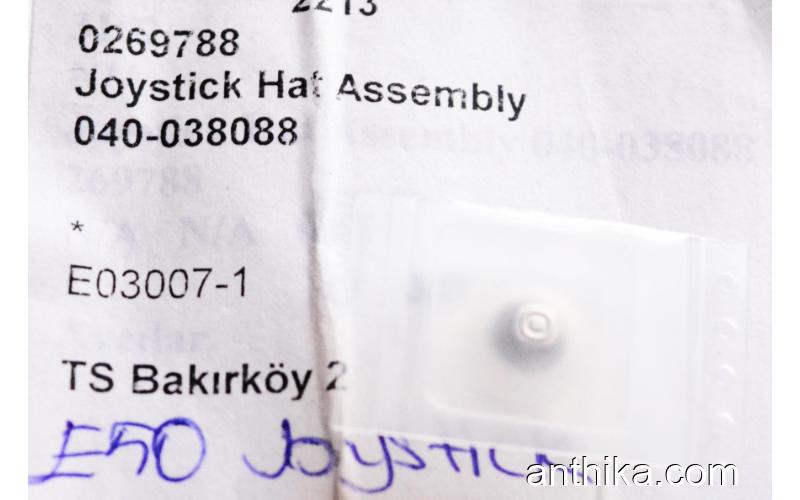 2213
0269788
Joystick Hat Assembly
040-038088
*
E03007-1
TS Bakırköy 2
E50 Joystick
anthika.com